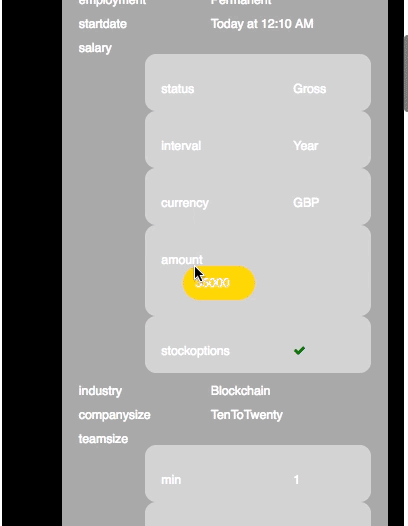 employment Permanent
startdate Today at 12:10 AM
salary
status Gross
interval Year
currency GBP
amount
stockoptions
industry Blockchain
companysize TenToTwenty
teamsize
min 1